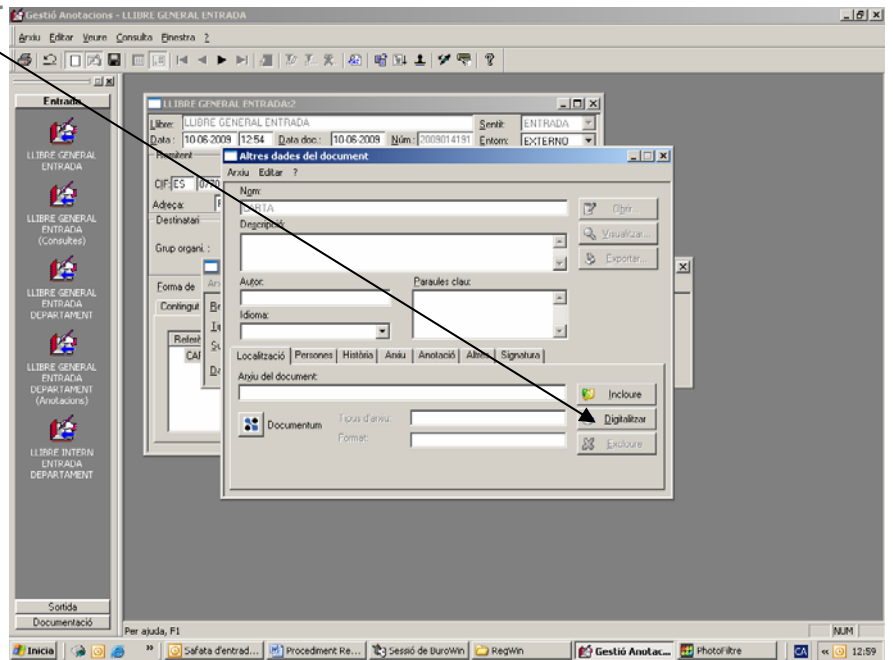 Gestió Anotacions - LLIBRE GENERAL ENTRADA
Arxiu Editar Veure Consulta Finestra ?
Entrada
LLIBRE GENERAL
ENTRADA
LLIBRE GENERAL
ENTRADA
(Consultes)
LLIBRE GENERAL
ENTRADA
DEPARTAMENT
LLIBRE GENERAL
ENTRADA
DEPARTAMENT
(Anotacions)
LLIBRE INTERN
ENTRADA
DEPARTAMENT
Sortida
Documentació
LLIBRE GENERAL ENTRADA:2
Llibre: LLIBRE GENERAL ENTRADA Sentit: ENTRADA
Data: 10-06-2009 12:54 Data doc.: 10-06-2009 Núm.: 2009014191 Entorn: EXTERNO
Remitent
CIF: ES 0770
Adreça:
Destinatari
Grup organi. :
Forma de
Contingut
Altres dades del document
Arxiu Editar ?
Nom:
CARTA
Descripció:
Autor: Paraules clau:
Idioma:
Obrir...
Visualitzar...
Exportar...
Localització Persones Història Arxiu Anotació Altres Signatura
Arxiu del document:
Documentum Tipus d'arxiu:
Format:
Incloure
Digitalitzar
Excloure
Per ajuda, F1 NUM
Inicia Safata d'entrad... Procediment Re... Sessió de BuroWin RegWin Gestió Anotac... PhotoFiltre CA 12:59